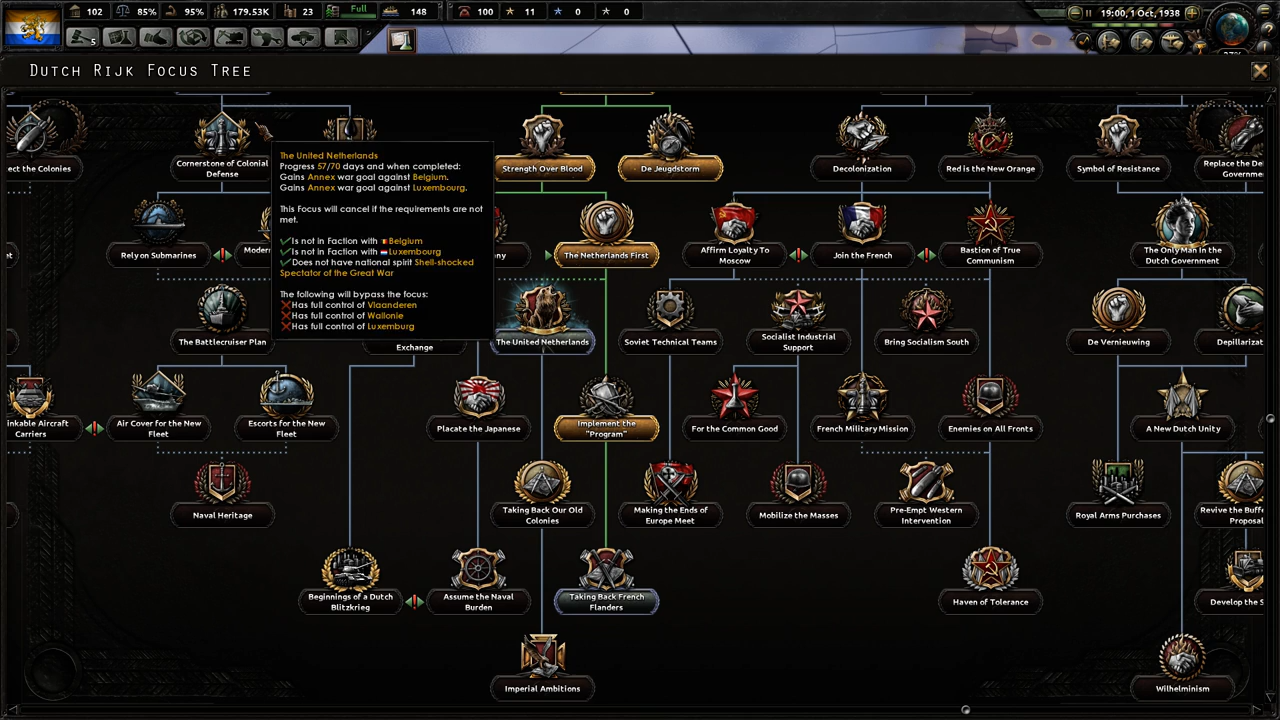 102
85%
95%
179.53K
23
Full
148
100
11
0
0
19:00, 1 Oct, 1938
5
Dutch Rijk Focus Tree
ect the Colonies
Cornerstone of Colonial
Defense
Strength Over Blood
De Jeugdstorm
Decolonization
Red is the New Orange
Symbol of Resistance
Replace the De
Governme
The United Netherlands
Progress 57/70 days and when completed:
Gains Annex war goal against Belgium.
Gains Annex war goal against Luxembourg.
This Focus will cancel if the requirements are not
met.
Is not in Faction with Belgium
Is not in Faction with Luxembourg
Does not have national spirit Shell-shocked
Spectator of the Great War
The following will bypass the focus:
Has full control of Vlaanderen
Has full control of Wallonie
Has full control of Luxemburg
Rely on Submarines
Modern
ny
The Netherlands First
Affirm Loyalty To
Moscow
Join the French
Bastion of True
Communism
The Only Man in the
Dutch Government
The Battlecruiser Plan
Exchange
The United Netherlands
Soviet Technical Teams
Socialist Industrial
Support
Bring Socialism South
De Vernieuwing
Depillarizat
inkable Aircraft
Carriers
Air Cover for the New
Fleet
Escorts for the New
Fleet
Placate the Japanese
Implement the
"Program"
For the Common Good
French Military Mission
Enemies on All Fronts
A New Dutch Unity
Naval Heritage
Taking Back Our Old
Colonies
Making the Ends of
Europe Meet
Mobilize the Masses
Pre-Empt Western
Intervention
Royal Arms Purchases
Revive the Buffe
Proposal
Beginnings of a Dutch
Blitzkrieg
Assume the Naval
Burden
Taking Back French
Flanders
Haven of Tolerance
Develop the S
Imperial Ambitions
Wilhelminism